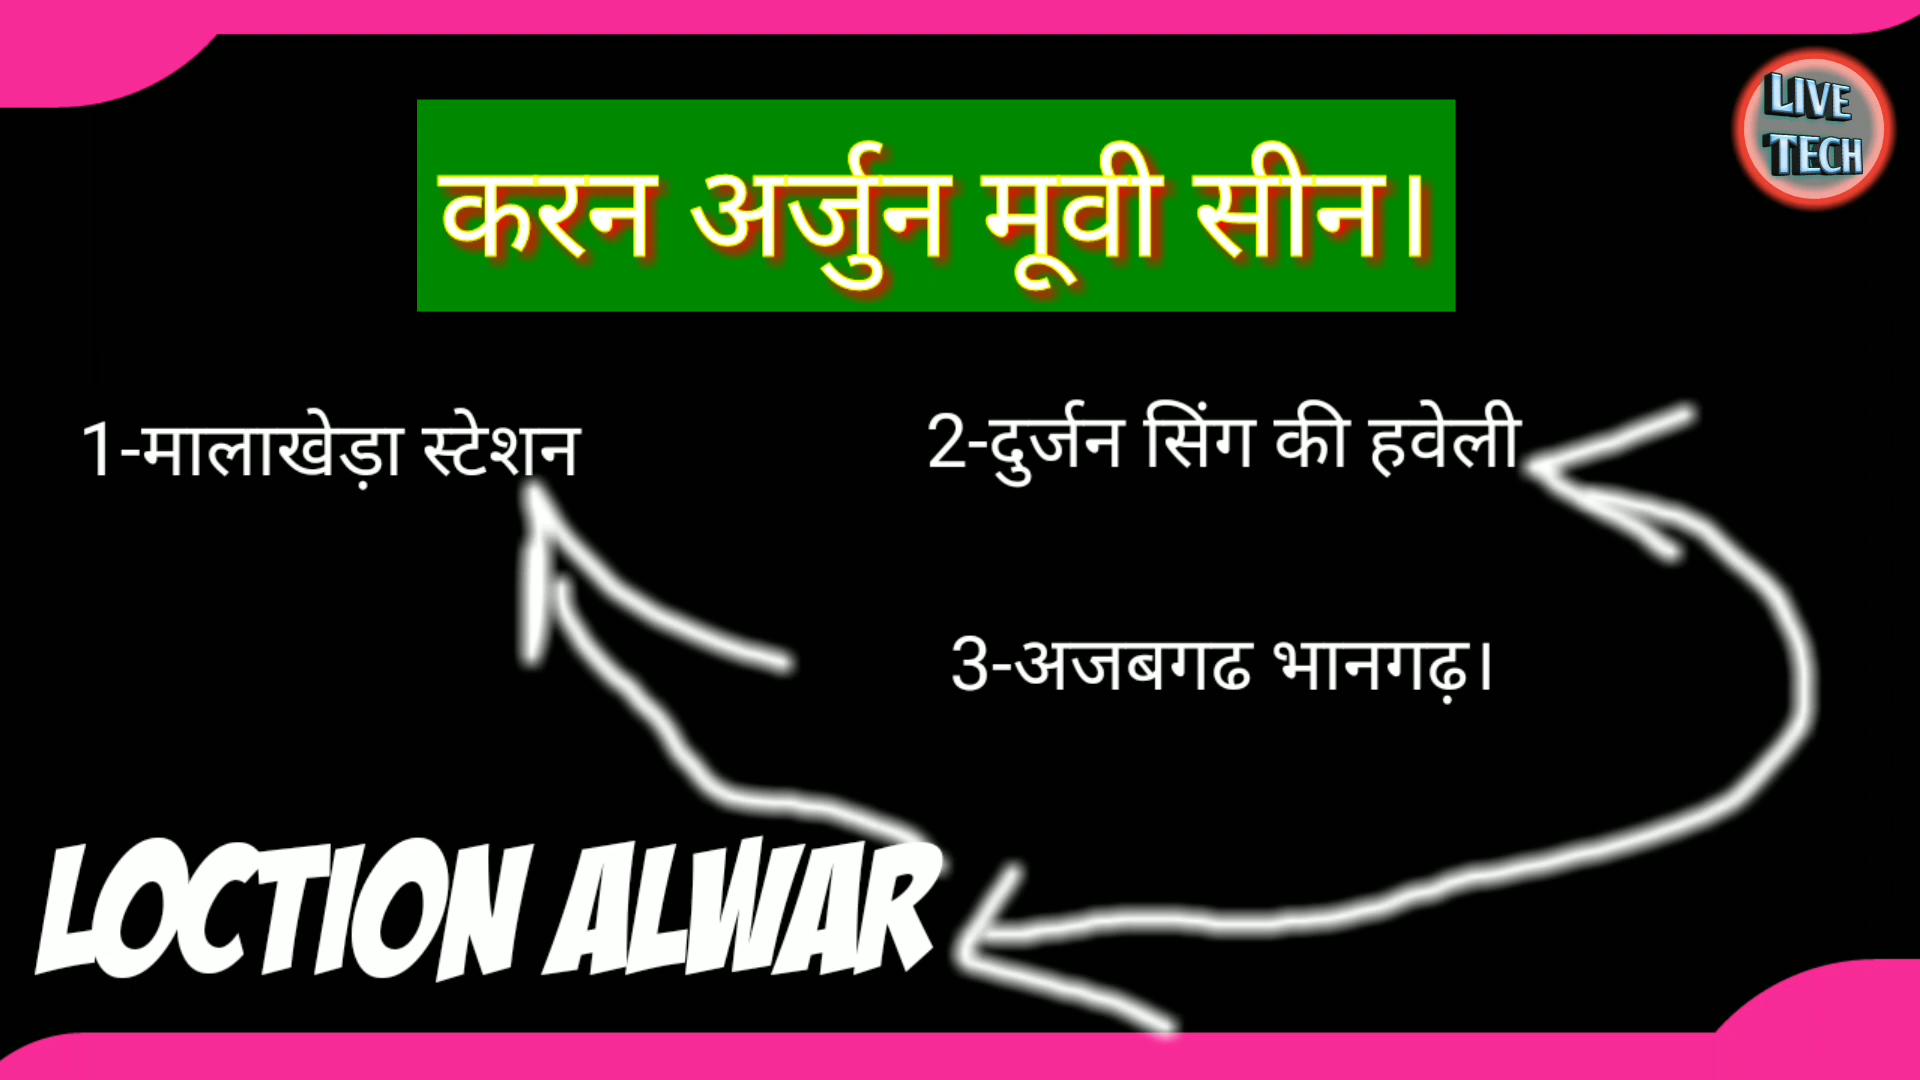 LIVE
TECH
करन अर्जुन मूवी सीन।
1-मालाखेड़ा स्टेशन
2-दुर्जन सिंग की हवेली
3-अजबगढ भानगढ़।
LOCTION ALWAR